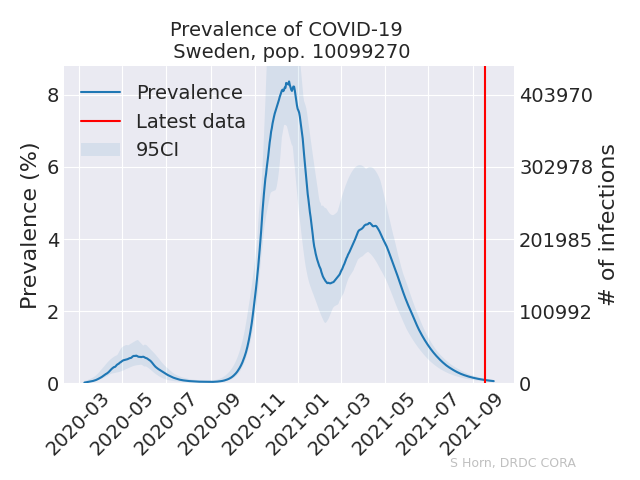 Prevalence of COVID-19
Sweden, pop. 10099270
Prevalence
Latest data
95CI
Prevalence (%)
8
6
4
2
0
403970
302978
201985
100992
0
# of infections
2020-03
2020-05
2020-07
2020-09
2020-11
2021-01
2021-03
2021-05
2021-07
2021-09
S Horn, DRDC CORA